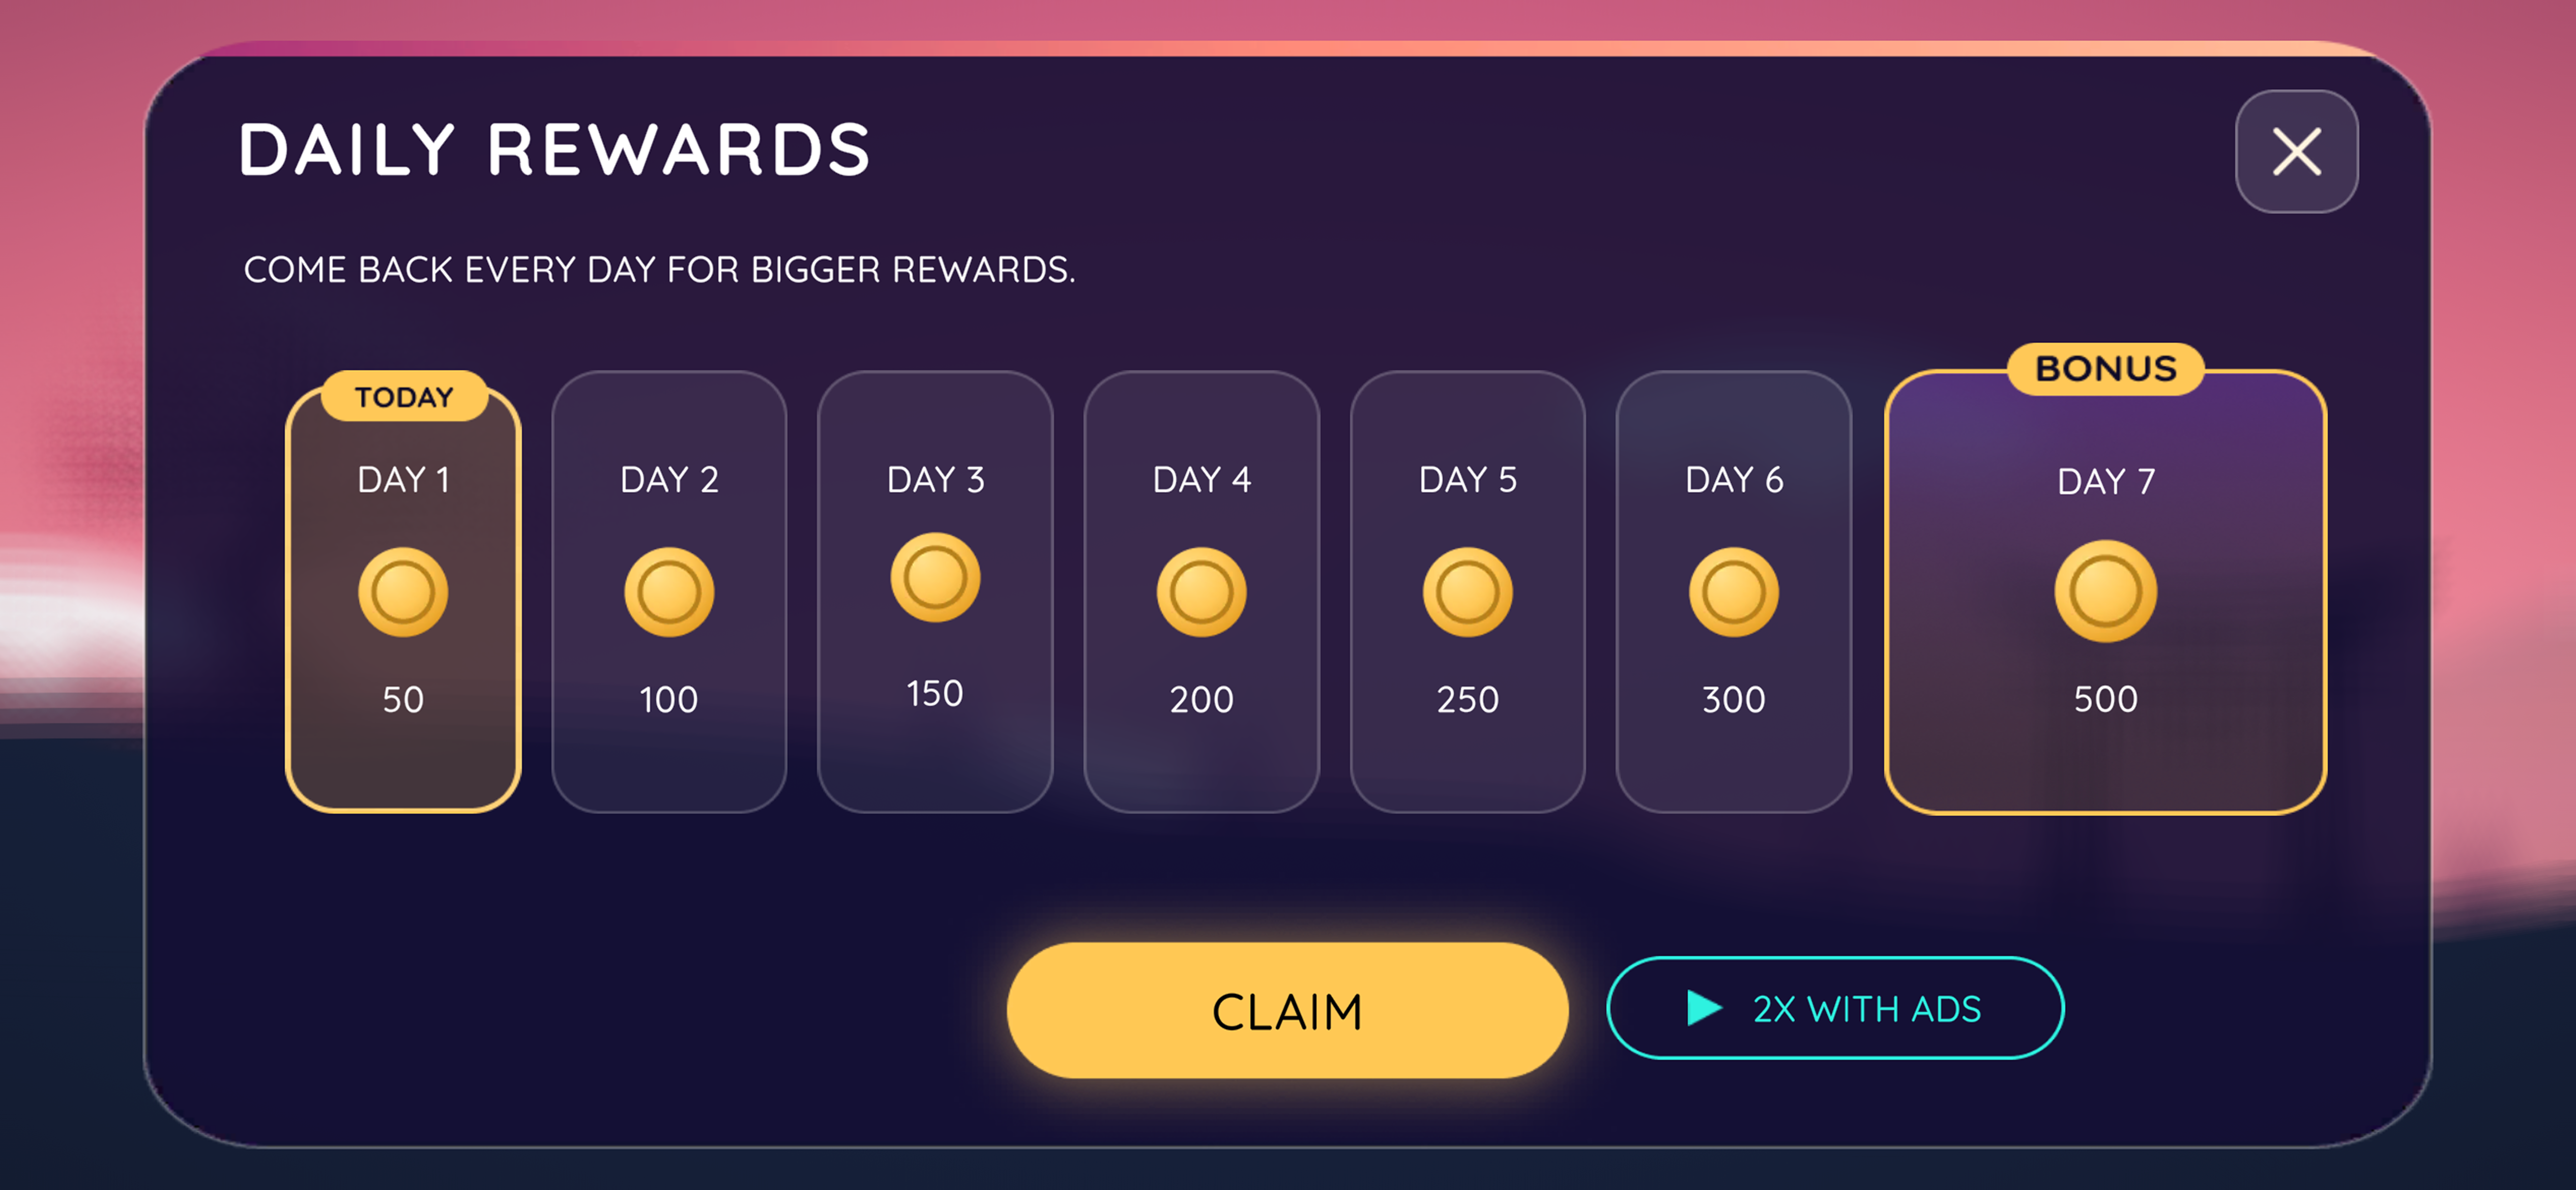 DAILY REWARDS
COME BACK EVERY DAY FOR BIGGER REWARDS.
TODAY
DAY 1
50
DAY 2
100
DAY 3
150
DAY 4
200
DAY 5
250
DAY 6
300
BONUS
DAY 7
500
CLAIM
2X WITH ADS